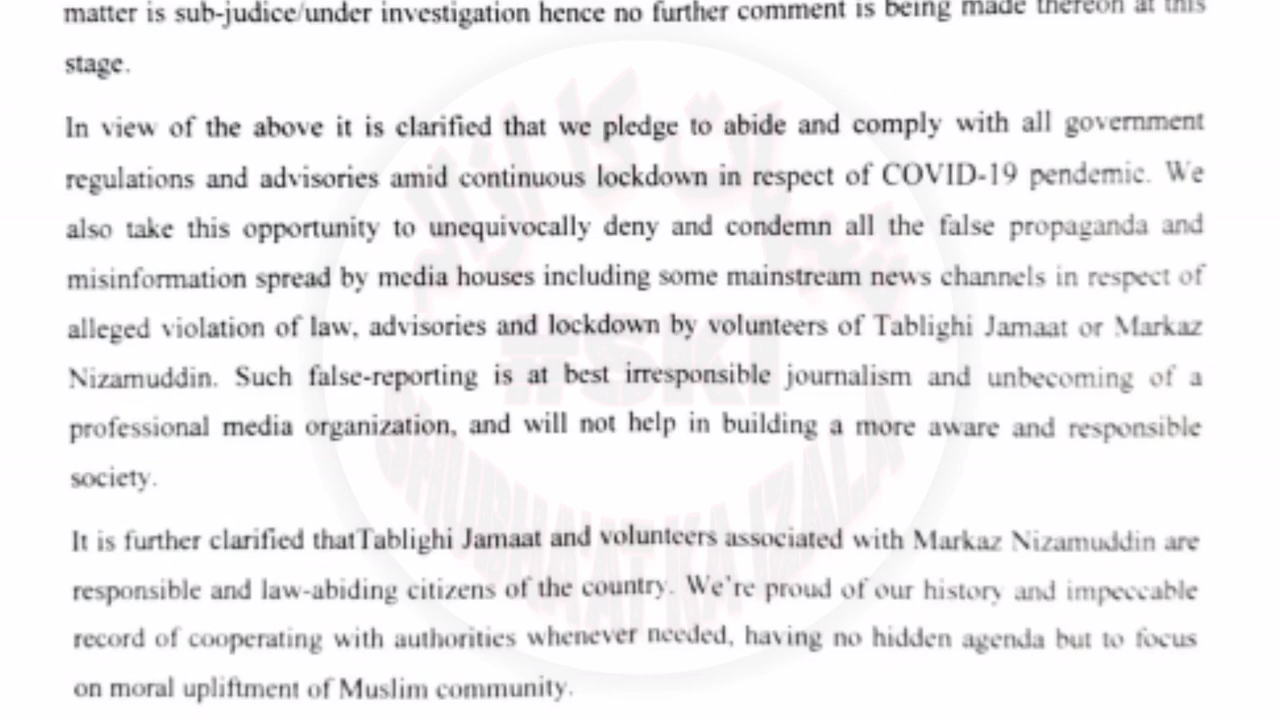 matter is sub-judice/under investigation hence no further comment is being made thereon at this
stage.
In view of the above it is clarified that we pledge to abide and comply with all government
regulations and advisories amid continuous lockdown in respect of COVID-19 pendemic. We
also take this opportunity to unequivocally deny and condemn all the false propaganda and
misinformation spread by media houses including some mainstream news channels in respect of
alleged violation of law, advisories and lockdown by volunteers of Tablighi Jamaat or Markaz
Nizamuddin. Such false-reporting is at best irresponsible journalism and unbecoming of a
professional media organization, and will not help in building a more aware and responsible
society.
It is further clarified thatTablighi Jamaat and volunteers associated with Markaz Nizamuddin are
responsible and law-abiding citizens of the country. We're proud of our history and impeccable
record of cooperating with authorities whenever needed, having no hidden agenda but to focus
on moral upliftment of Muslim community.
#SKI
SHUBHAAT KA IZALA